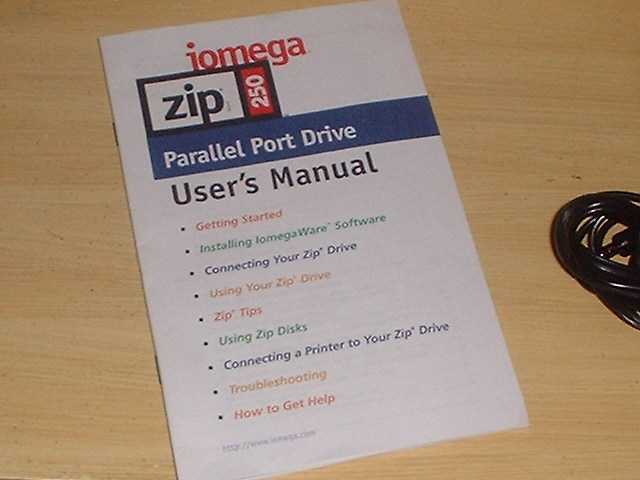 iomega
zip 250
Parallel Port Drive
User's Manual
• Getting Started
• Installing IomegaWare™ Software
• Connecting Your Zip® Drive
• Using Your Zip® Drive
• Zip® Tips
• Using Zip Disks
• Connecting a Printer to Your Zip® Drive
• Troubleshooting
• How to Get Help
http://www.iomega.com